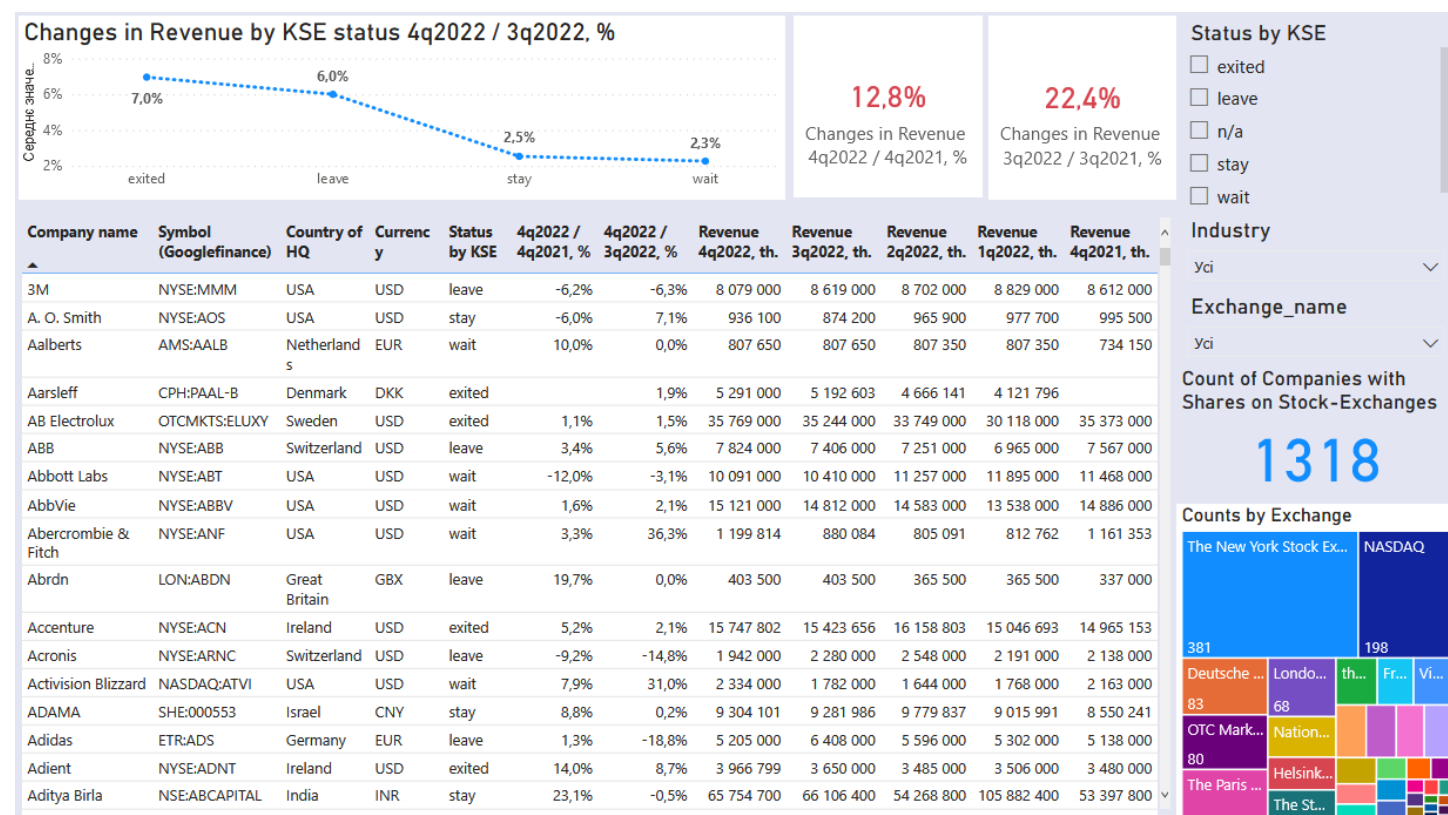 Changes in Revenue by KSE status 4q2022 / 3q2022, %
Середнє значе...
8%
6%
4%
2%
7,0%
6,0%
2,5%
2,3%
exited
leave
stay
wait
12,8%
Changes in Revenue
4q2022 / 4q2021, %
22,4%
Changes in Revenue
3q2022 / 3q2021, %
Status by KSE
exited
leave
n/a
stay
wait
Industry
Усі
Exchange_name
Усі
Count of Companies with
Shares on Stock-Exchanges
1318
Counts by Exchange
The New York Stock Ex...
381
NASDAQ
198
Deutsche ...
83
Londo...
68
th...
Fr...
Vi...
OTC Mark...
80
Nation...
Helsink...
The Paris ...
The St...
Company name Symbol (Googlefinance) Country of HQ Currency Status by KSE 4q2022 / 4q2021, % 4q2022 / 3q2022, % Revenue 4q2022, th. Revenue 3q2022, th. Revenue 2q2022, th. Revenue 1q2022, th. Revenue 4q2021, th.
3M NYSE:MMM USA USD leave -6,2% -6,3% 8 079 000 8 619 000 8 702 000 8 829 000 8 612 000
A. O. Smith NYSE:AOS USA USD stay -6,0% 7,1% 936 100 874 200 965 900 977 700 995 500
Aalberts AMS:AALB Netherlands EUR wait 10,0% 0,0% 807 650 807 650 807 350 807 350 734 150
Aarsleff CPH:PAAL-B Denmark DKK exited 1,9% 5 291 000 5 192 603 4 666 141 4 121 796
AB Electrolux OTCMKTS:ELUXY Sweden USD exited 1,1% 1,5% 35 769 000 35 244 000 33 749 000 30 118 000 35 373 000
ABB NYSE:ABB Switzerland USD leave 3,4% 5,6% 7 824 000 7 406 000 7 251 000 6 965 000 7 567 000
Abbott Labs NYSE:ABT USA USD wait -12,0% -3,1% 10 091 000 10 410 000 11 257 000 11 895 000 11 468 000
AbbVie NYSE:ABBV USA USD wait 1,6% 2,1% 15 121 000 14 812 000 14 583 000 13 538 000 14 886 000
Abercrombie & Fitch NYSE:ANF USA USD wait 3,3% 36,3% 1 199 814 880 084 805 091 812 762 1 161 353
Abrdn LON:ABDN Great Britain GBX leave 19,7% 0,0% 403 500 403 500 365 500 365 500 337 000
Accenture NYSE:ACN Ireland USD exited 5,2% 2,1% 15 747 802 15 423 656 16 158 803 15 046 693 14 965 153
Acronis NYSE:ARNC Switzerland USD leave -9,2% -14,8% 1 942 000 2 280 000 2 548 000 2 191 000 2 138 000
Activision Blizzard NASDAQ:ATVI USA USD wait 7,9% 31,0% 2 334 000 1 782 000 1 644 000 1 768 000 2 163 000
ADAMA SHE:000553 Israel CNY stay 8,8% 0,2% 9 304 101 9 281 986 9 779 837 9 015 991 8 550 241
Adidas ETR:ADS Germany EUR leave 1,3% -18,8% 5 205 000 6 408 000 5 596 000 5 302 000 5 138 000
Adient NYSE:ADNT Ireland USD exited 14,0% 8,7% 3 966 799 3 650 000 3 485 000 3 506 000 3 480 000
Aditya Birla NSE:ABCAPITAL India INR stay 23,1% -0,5% 65 754 700 66 106 400 54 268 800 105 882 400 53 397 800